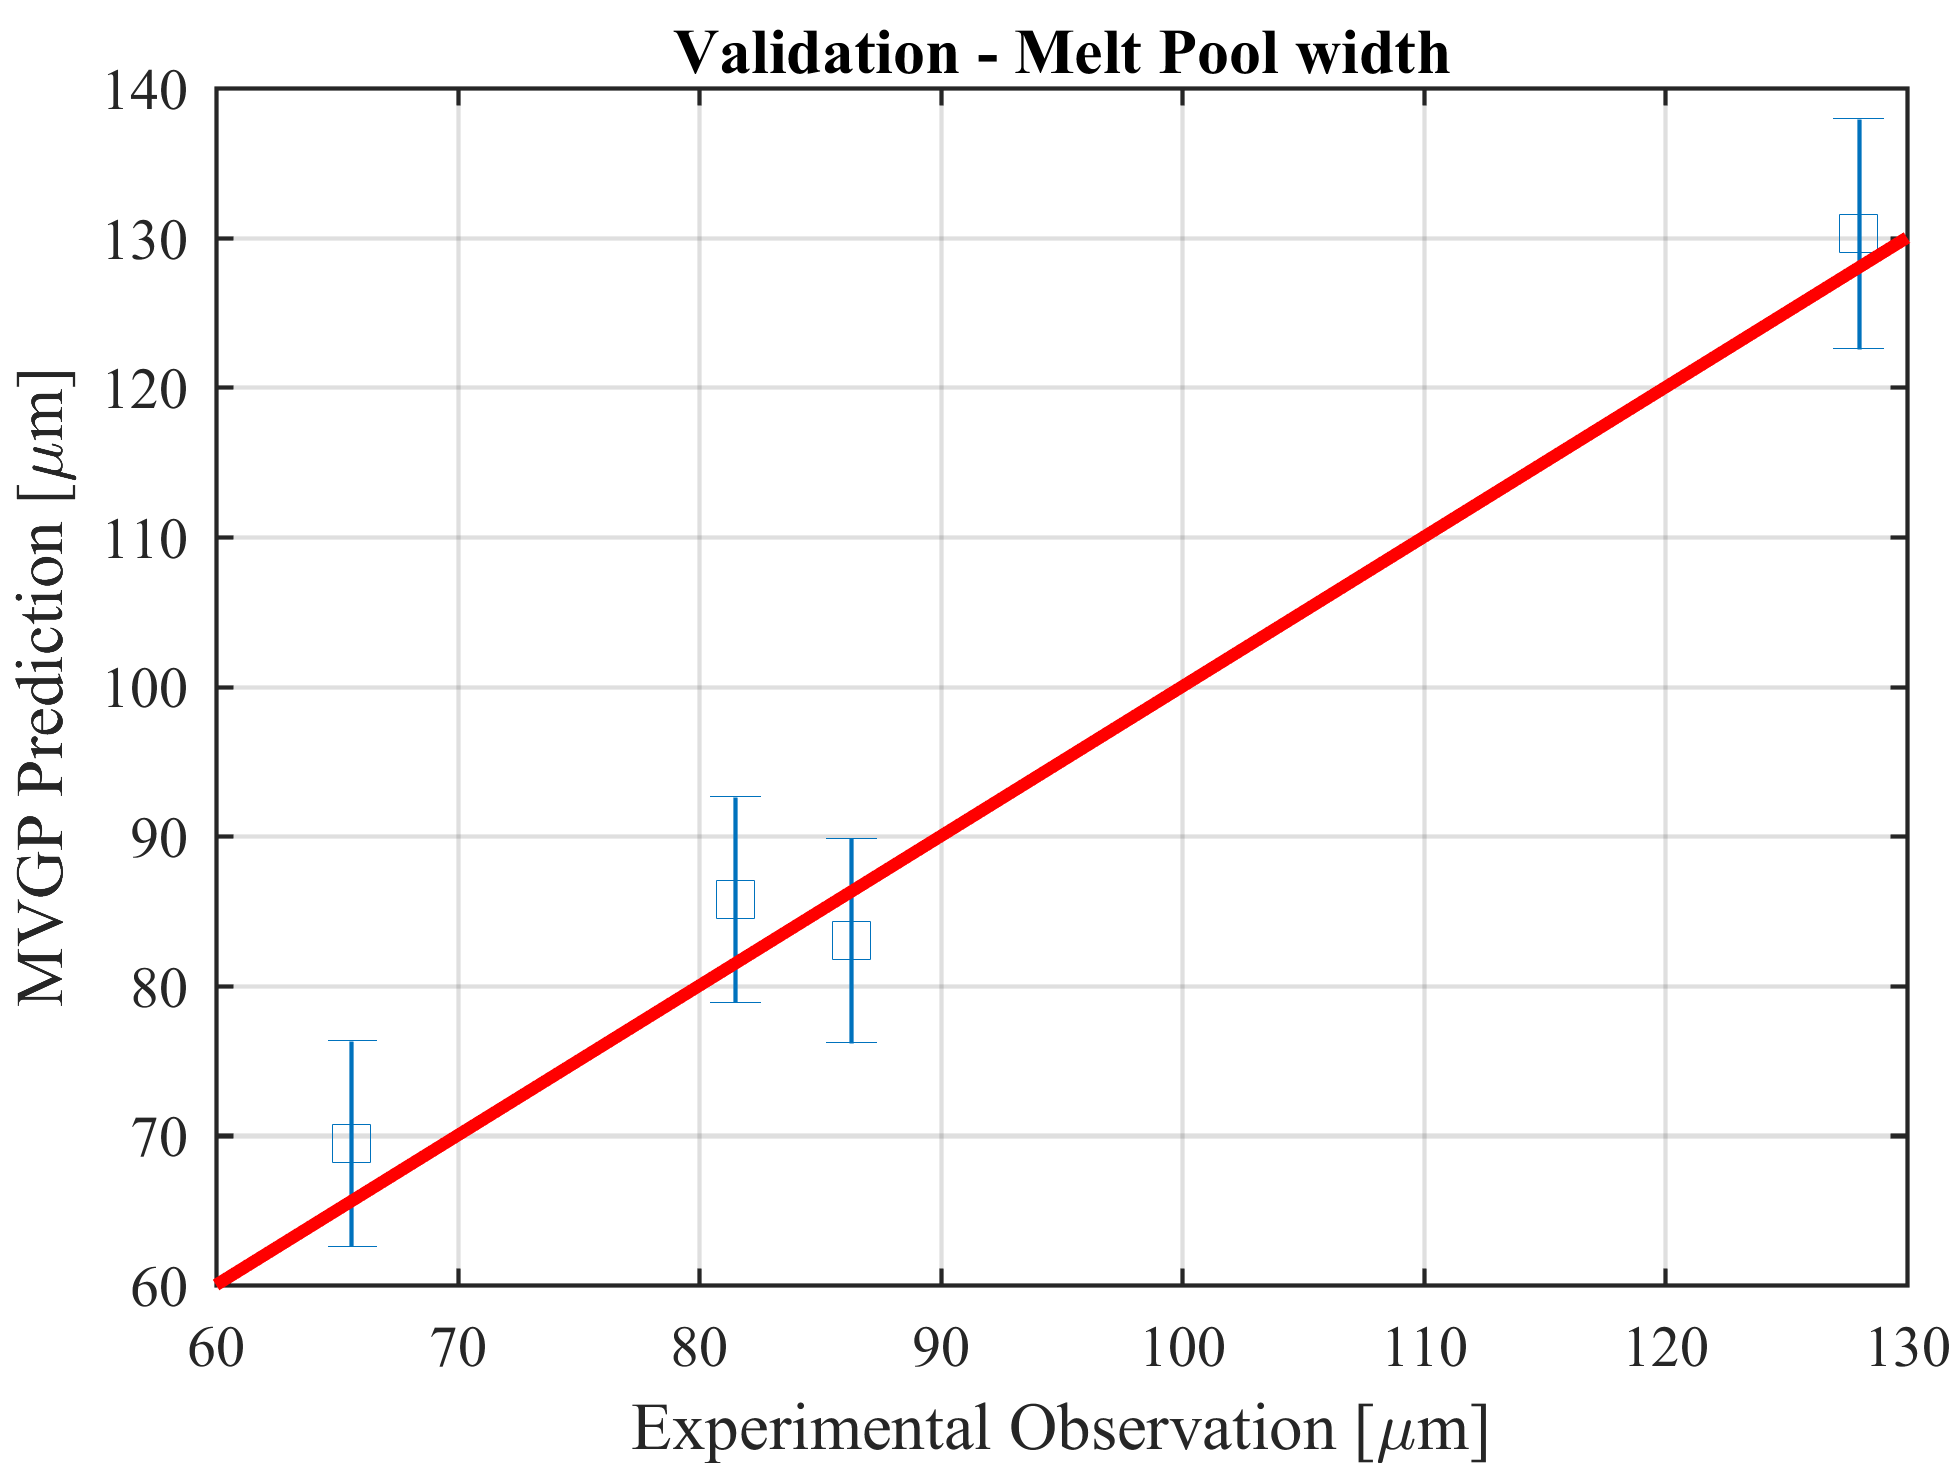 Validation - Melt Pool width
140
130
120
110
100
90
80
70
60
MVGP Prediction [μm]
60 70 80 90 100 110 120 130
Experimental Observation [μm]